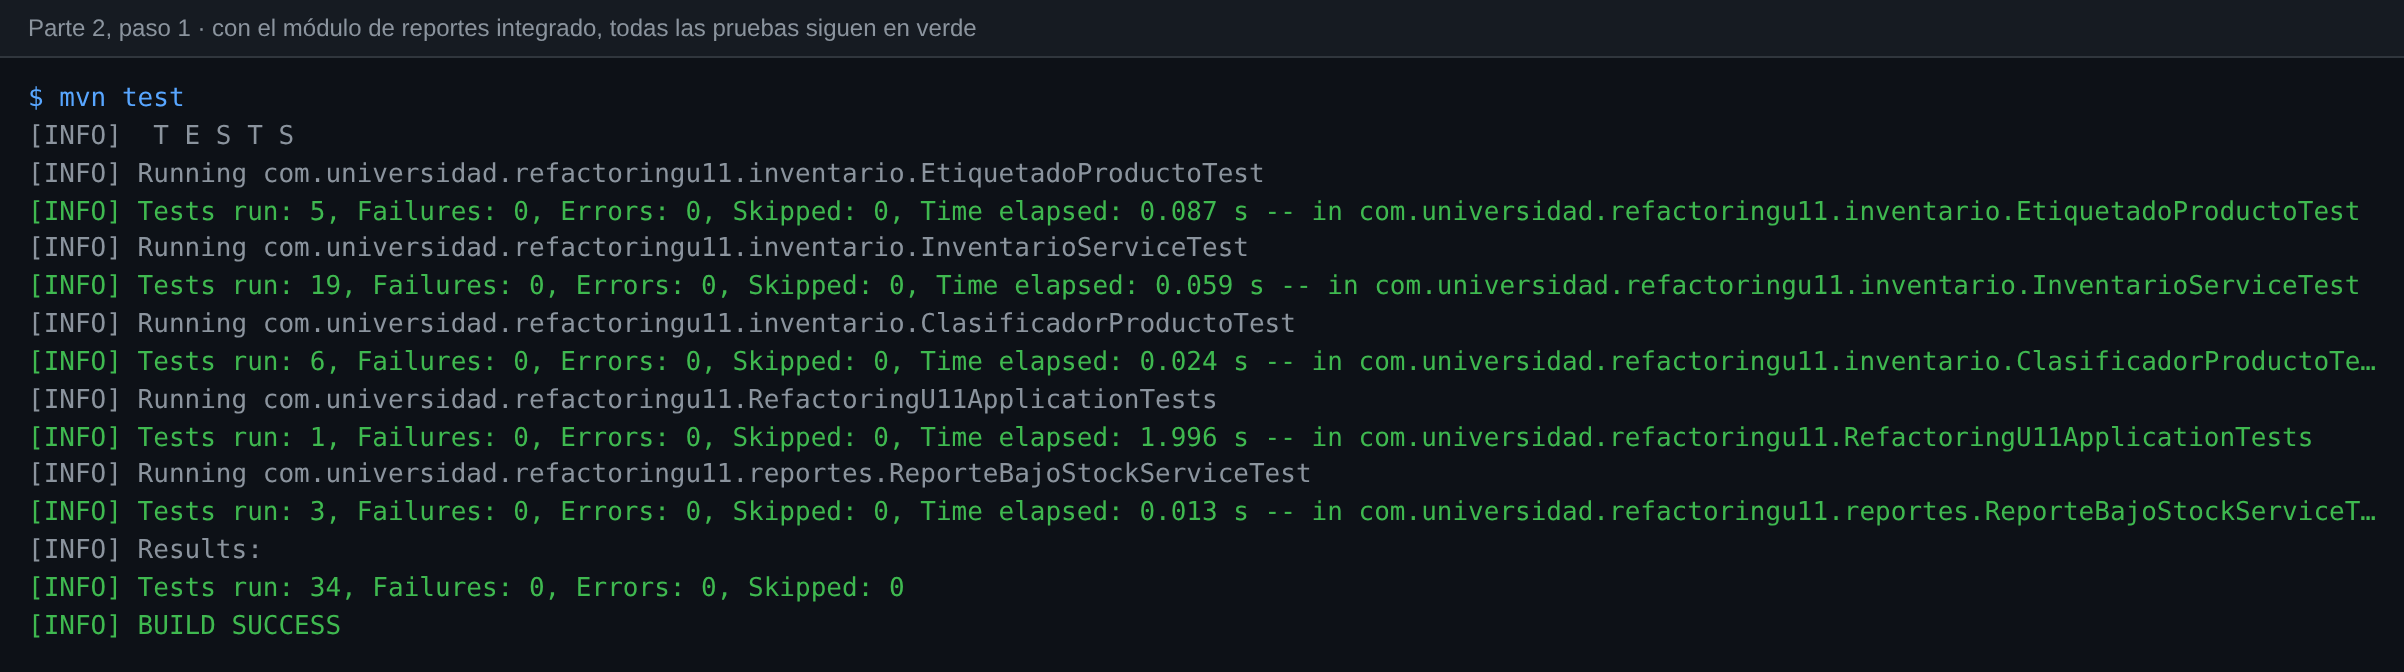 Parte 2, paso 1 · con el módulo de reportes integrado, todas las pruebas siguen en verde
$ mvn test
[INFO]  T E S T S
[INFO] Running com.universidad.refactoringu11.inventario.EtiquetadoProductoTest
[INFO] Tests run: 5, Failures: 0, Errors: 0, Skipped: 0, Time elapsed: 0.087 s -- in com.universidad.refactoringu11.inventario.EtiquetadoProductoTest
[INFO] Running com.universidad.refactoringu11.inventario.InventarioServiceTest
[INFO] Tests run: 19, Failures: 0, Errors: 0, Skipped: 0, Time elapsed: 0.059 s -- in com.universidad.refactoringu11.inventario.InventarioServiceTest
[INFO] Running com.universidad.refactoringu11.inventario.ClasificadorProductoTest
[INFO] Tests run: 6, Failures: 0, Errors: 0, Skipped: 0, Time elapsed: 0.024 s -- in com.universidad.refactoringu11.inventario.ClasificadorProductoTe…
[INFO] Running com.universidad.refactoringu11.RefactoringU11ApplicationTests
[INFO] Tests run: 1, Failures: 0, Errors: 0, Skipped: 0, Time elapsed: 1.996 s -- in com.universidad.refactoringu11.RefactoringU11ApplicationTests
[INFO] Running com.universidad.refactoringu11.reportes.ReporteBajoStockServiceTest
[INFO] Tests run: 3, Failures: 0, Errors: 0, Skipped: 0, Time elapsed: 0.013 s -- in com.universidad.refactoringu11.reportes.ReporteBajoStockServiceT…
[INFO] Results:
[INFO] Tests run: 34, Failures: 0, Errors: 0, Skipped: 0
[INFO] BUILD SUCCESS